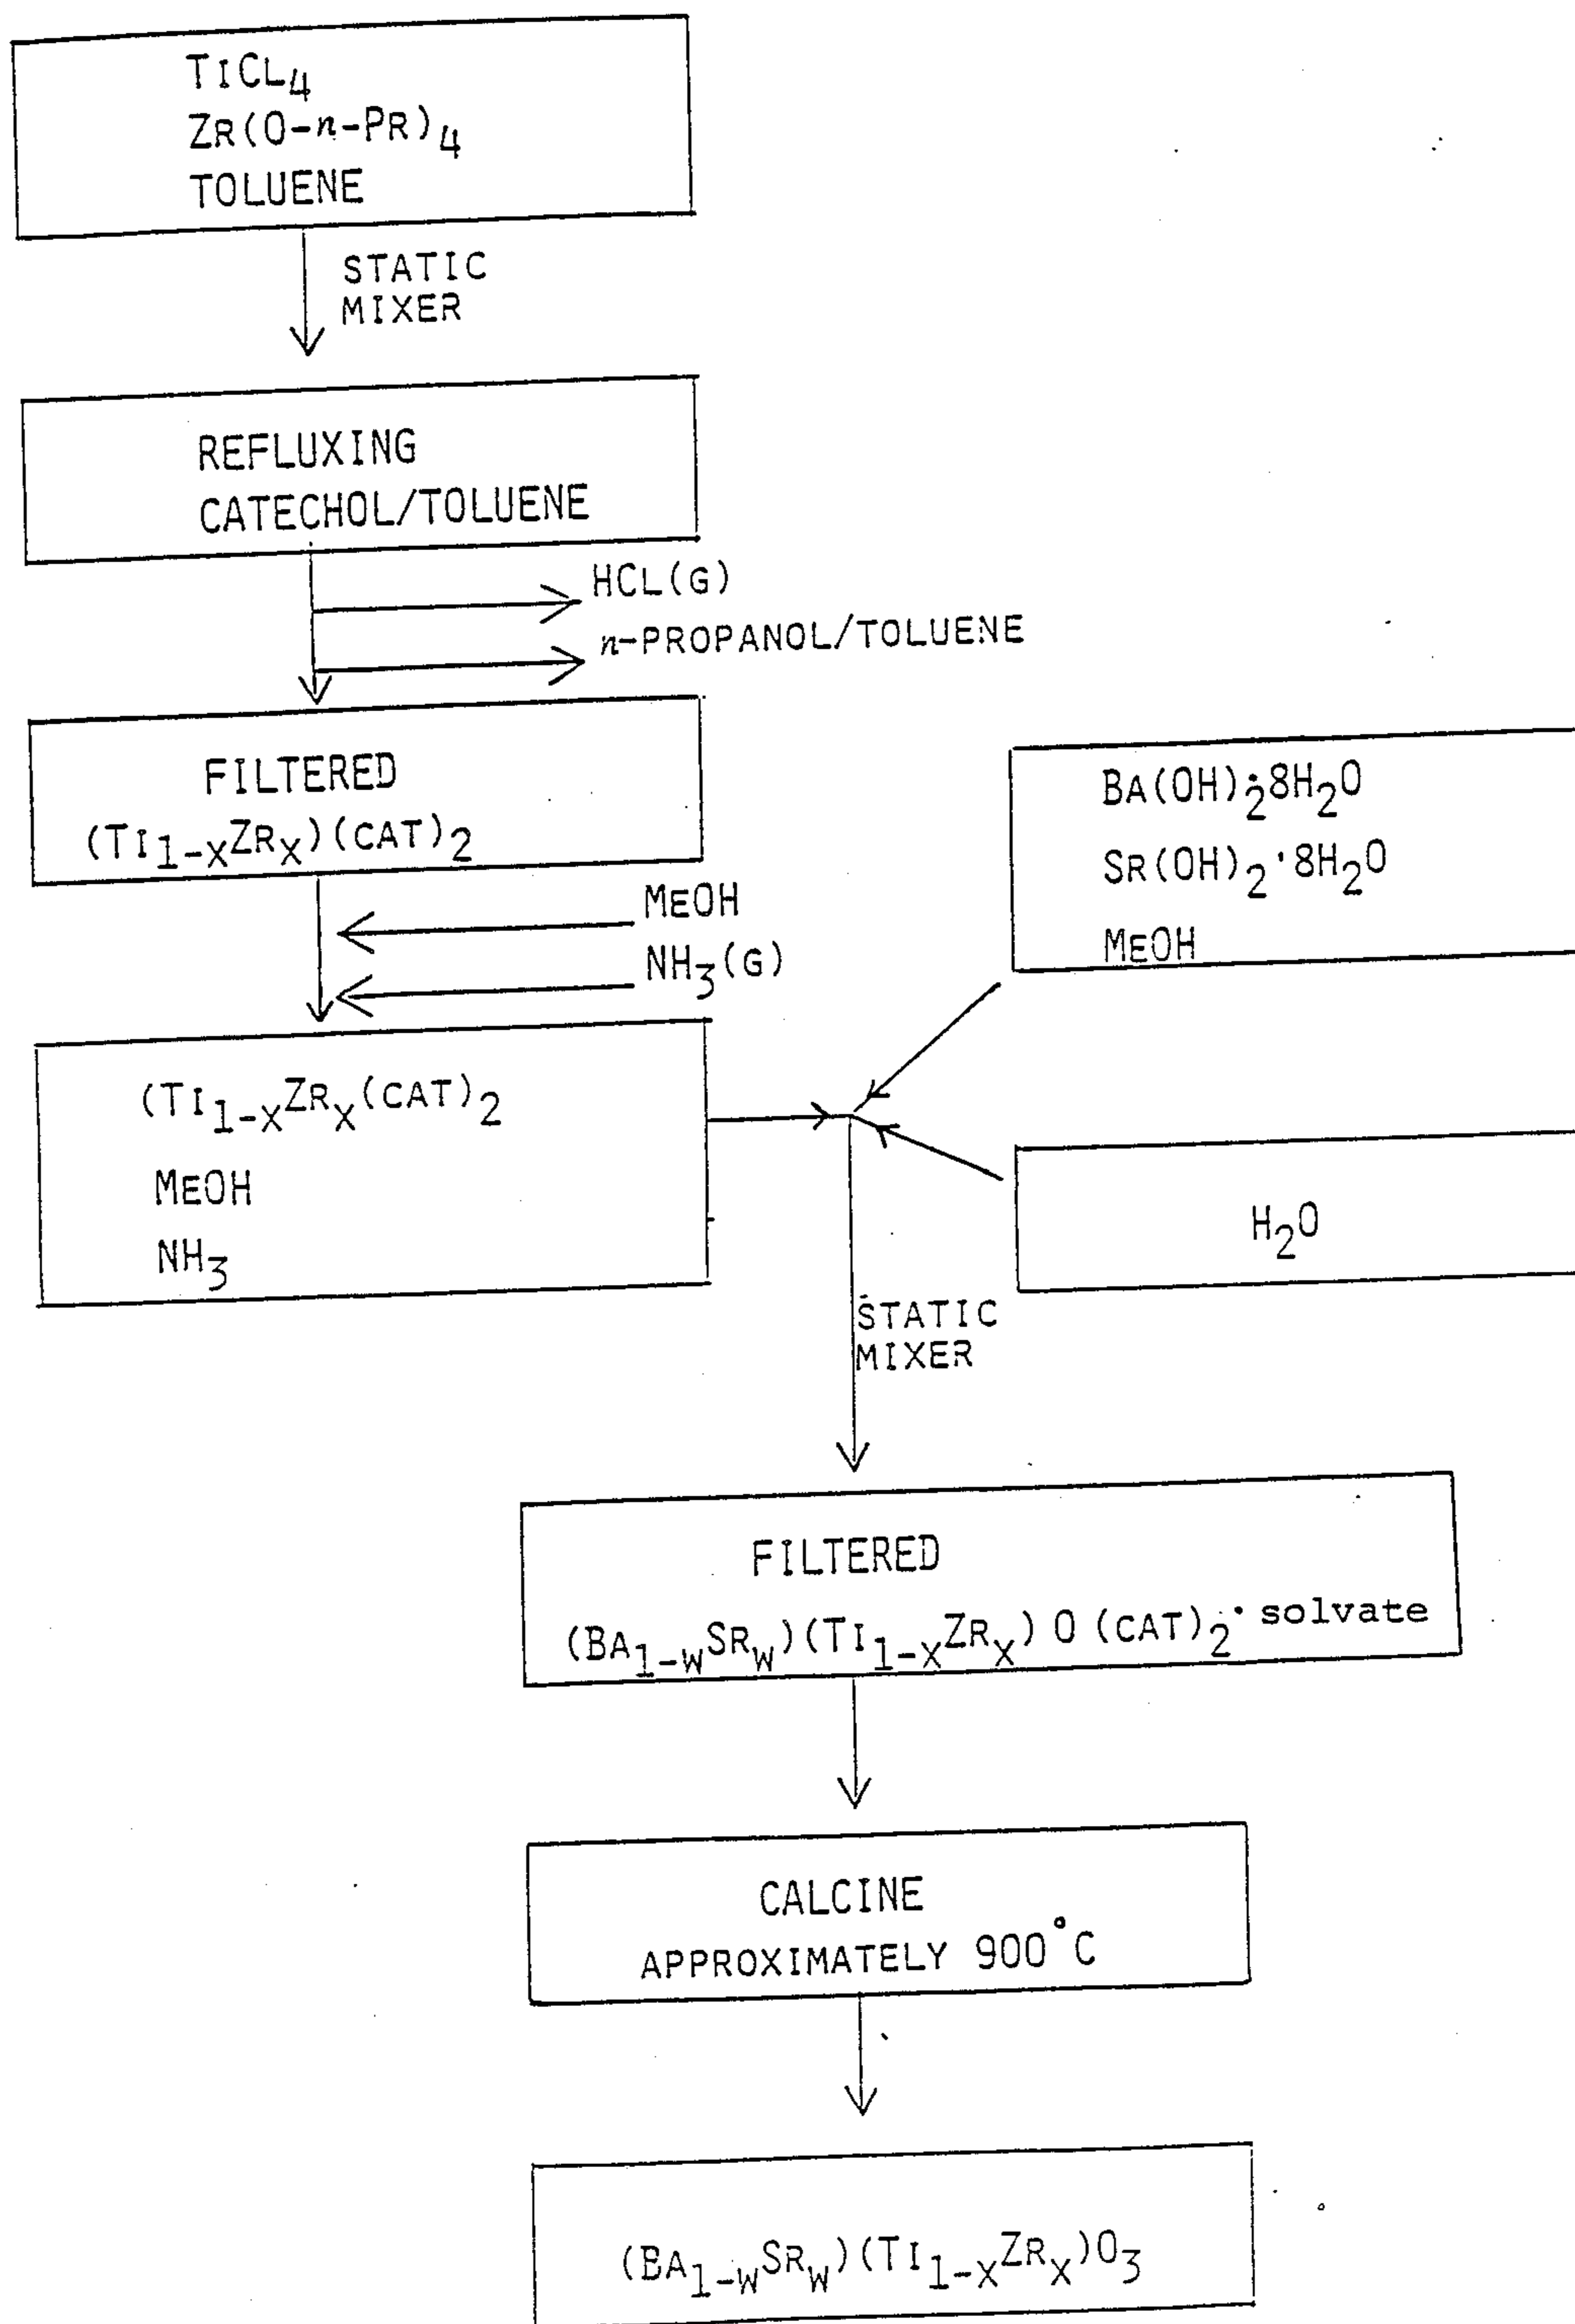 TiCl₄
Zr(O-n-Pr)₄
TOLUENE
STATIC
MIXER
REFLUXING
CATECHOL/TOLUENE
HCl(G)
n-PROPANOL/TOLUENE
FILTERED
(Ti₁₋ₓZrₓ)(CAT)₂
MeOH
NH₃(G)
Ba(OH)₂·8H₂O
Sr(OH)₂·8H₂O
MeOH
(Ti₁₋ₓZrₓ(CAT)₂
MeOH
NH₃
H₂O
STATIC
MIXER
FILTERED
(Ba₁₋wSrw)(Ti₁₋ₓZrₓ) O (CAT)₂· solvate
CALCINE
APPROXIMATELY 900°C
(Ba₁₋wSrw)(Ti₁₋ₓZrₓ)O₃